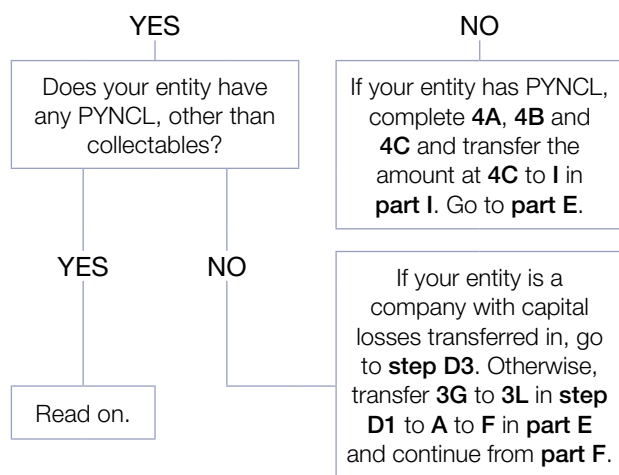 YES
NO
Does your entity have
any PYNCL, other than
collectables?
If your entity has PYNCL,
complete 4A, 4B and
4C and transfer the
amount at 4C to I in
part I. Go to part E.
YES
NO
Read on.
If your entity is a
company with capital
losses transferred in, go
to step D3. Otherwise,
transfer 3G to 3L in step
D1 to A to F in part E
and continue from part F.